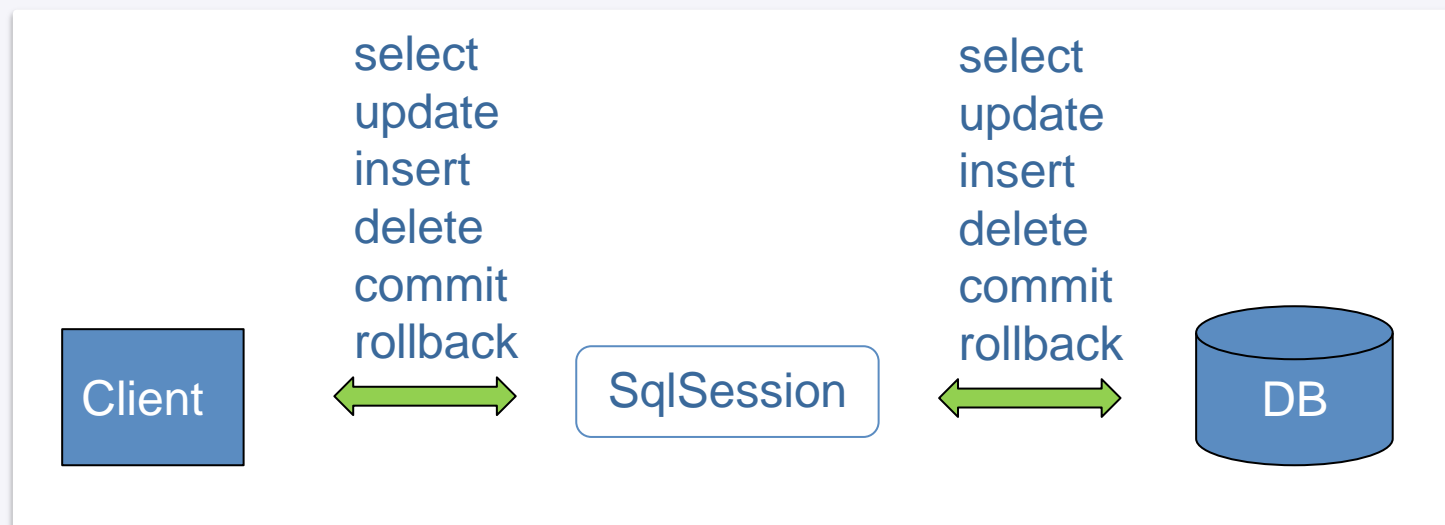 select
update
insert
delete
commit
rollback
select
update
insert
delete
commit
rollback
Client
SqlSession
DB